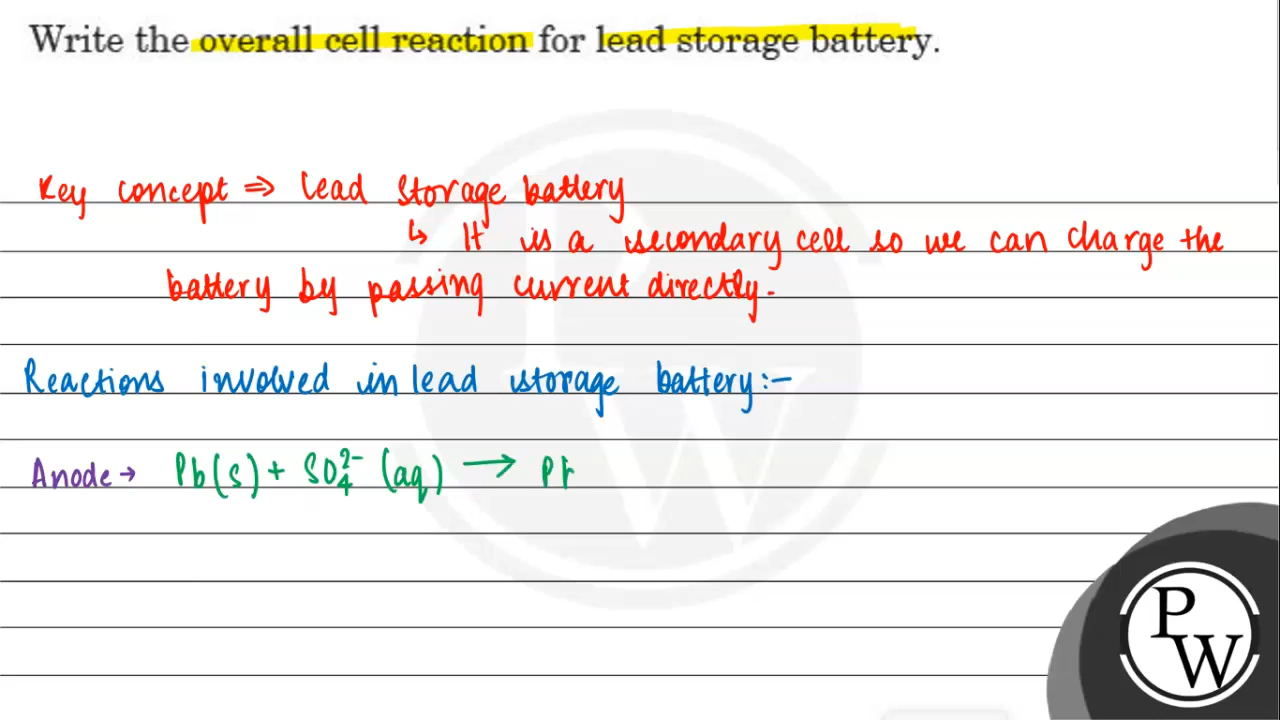 Write the overall cell reaction for lead storage battery.
Key concept ⇒ lead storage battery
↳ It is a secondary cell so we can charge the
battery by passing current directly.
Reactions involved in lead storage battery:-
Anode → Pb(s) + SO₄²⁻ (aq) ⟶ Pb
P
W
PW